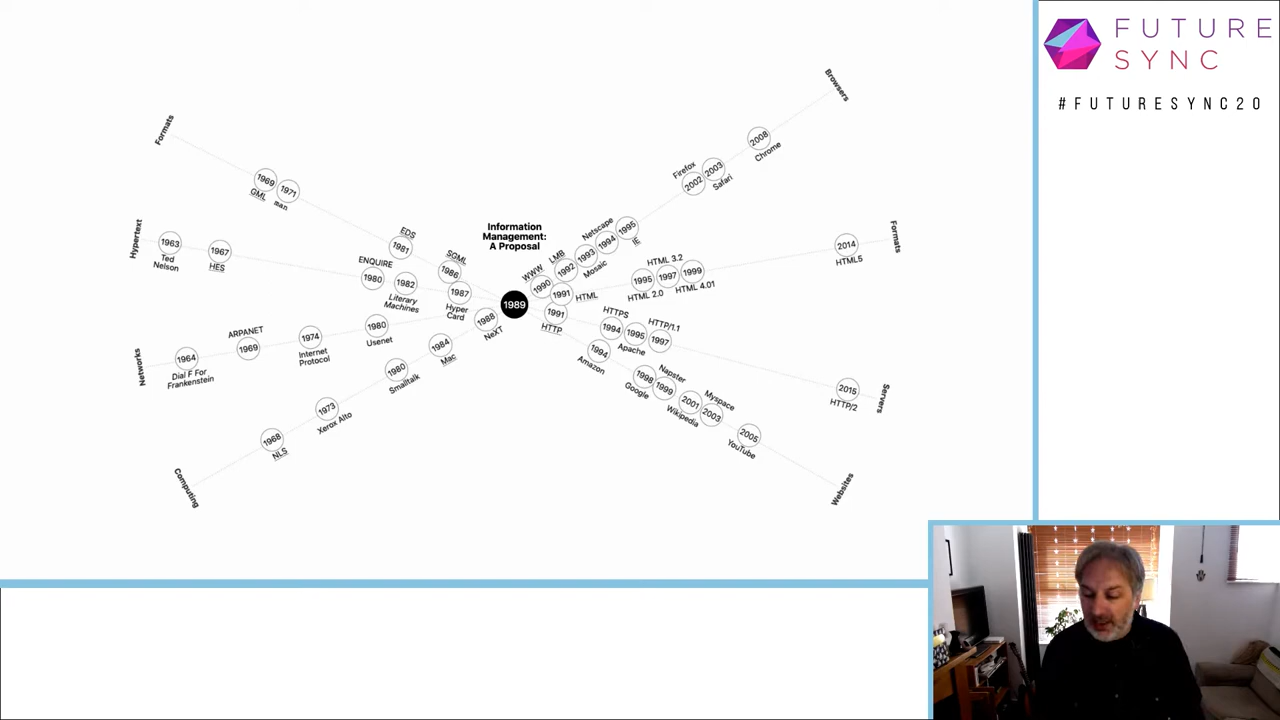 FUTURE
SYNC
#FUTURESYNC20
Formats
1969
GML
1971
man
EDS
1981
SGML
1986
Hypertext
1963
Ted
Nelson
1967
HES
ENQUIRE
1980
1982
Literary
Machines
1987
Hyper
Card
Networks
1964
Dial F For
Frankenstein
ARPANET
1969
1974
Internet
Protocol
1980
Usenet
Computing
1968
NLS
1973
Xerox Alto
1980
Smalltalk
1984
Mac
1988
NeXT
Information
Management:
A Proposal
1989
Browsers
WWW
1990
LMB
1992
1993
Mosaic
Netscape
1994
1995
IE
Firefox
2002
2003
Safari
2008
Chrome
Formats
1991
HTML
1995
HTML 2.0
HTML 3.2
1997
1999
HTML 4.01
2014
HTML5
Servers
1991
HTTP
HTTPS
1994
1995
Apache
HTTP/1.1
1997
2015
HTTP/2
Websites
1994
Amazon
1998
Google
Napster
1999
2001
Wikipedia
Myspace
2003
2005
YouTube